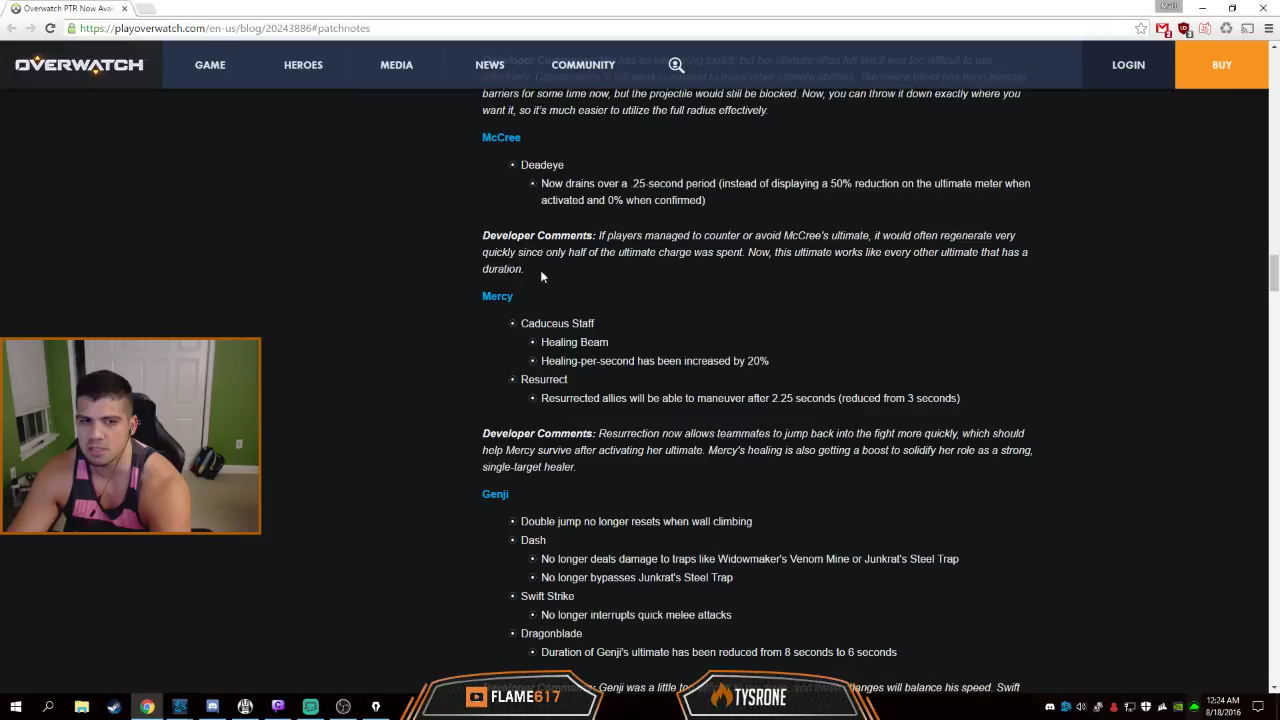 Overwatch PTR Now Avai
Matt
https://playoverwatch.com/en-us/blog/20243886#patchnotes
OVERWATCH
GAME
HEROES
MEDIA
NEWS
COMMUNITY
LOGIN
BUY
barriers for some time now, but the projectile would still be blocked. Now, you can throw it down exactly where you
want it, so it's much easier to utilize the full radius effectively.
McCree
Deadeye
Now drains over a .25-second period (instead of displaying a 50% reduction on the ultimate meter when
activated and 0% when confirmed)
Developer Comments: If players managed to counter or avoid McCree's ultimate, it would often regenerate very
quickly since only half of the ultimate charge was spent. Now, this ultimate works like every other ultimate that has a
duration.
Mercy
Caduceus Staff
Healing Beam
Healing-per-second has been increased by 20%
Resurrect
Resurrected allies will be able to maneuver after 2.25 seconds (reduced from 3 seconds)
Developer Comments: Resurrection now allows teammates to jump back into the fight more quickly, which should
help Mercy survive after activating her ultimate. Mercy's healing is also getting a boost to solidify her role as a strong,
single-target healer.
Genji
Double jump no longer resets when wall climbing
Dash
No longer deals damage to traps like Widowmaker's Venom Mine or Junkrat's Steel Trap
No longer bypasses Junkrat's Steel Trap
Swift Strike
No longer interrupts quick melee attacks
Dragonblade
Duration of Genji's ultimate has been reduced from 8 seconds to 6 seconds
Genji was a little will balance his speed. Swift
FLAME617
TYSRONE
12:24 AM
8/18/2016